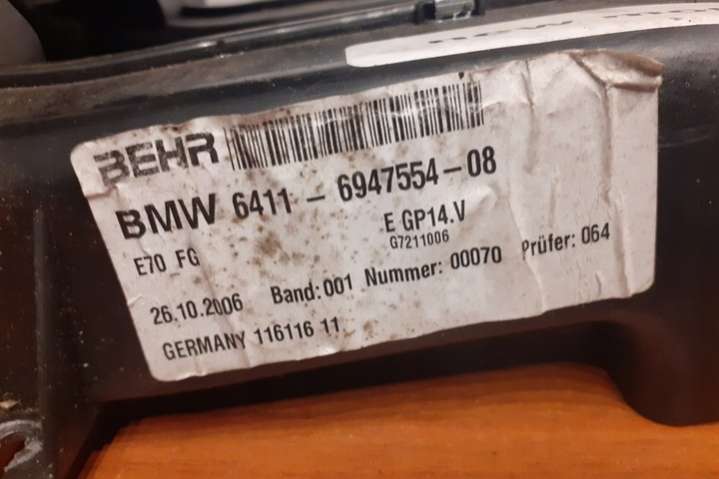 BEHR
BMW 6411 - 6947554-08
E70 FG
E GP14.V
G7211006
26.10.2006 Band:001 Nummer: 00070 Prüfer: 064
GERMANY 116116 11